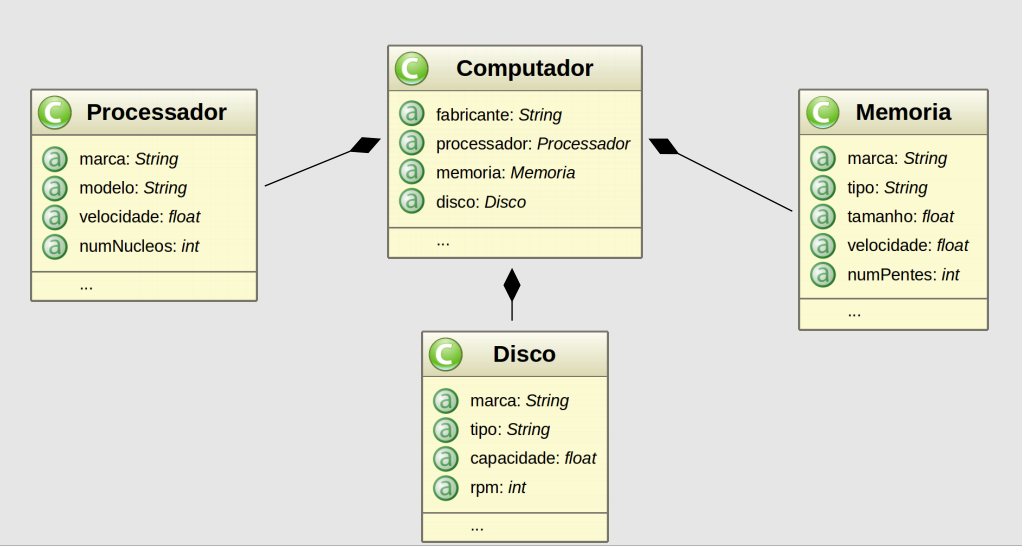 Computador
fabricante: String
processador: Processador
memoria: Memoria
disco: Disco
...
Processador
marca: String
modelo: String
velocidade: float
numNucleos: int
...
Memoria
marca: String
tipo: String
tamanho: float
velocidade: float
numPentes: int
...
Disco
marca: String
tipo: String
capacidade: float
rpm: int
...